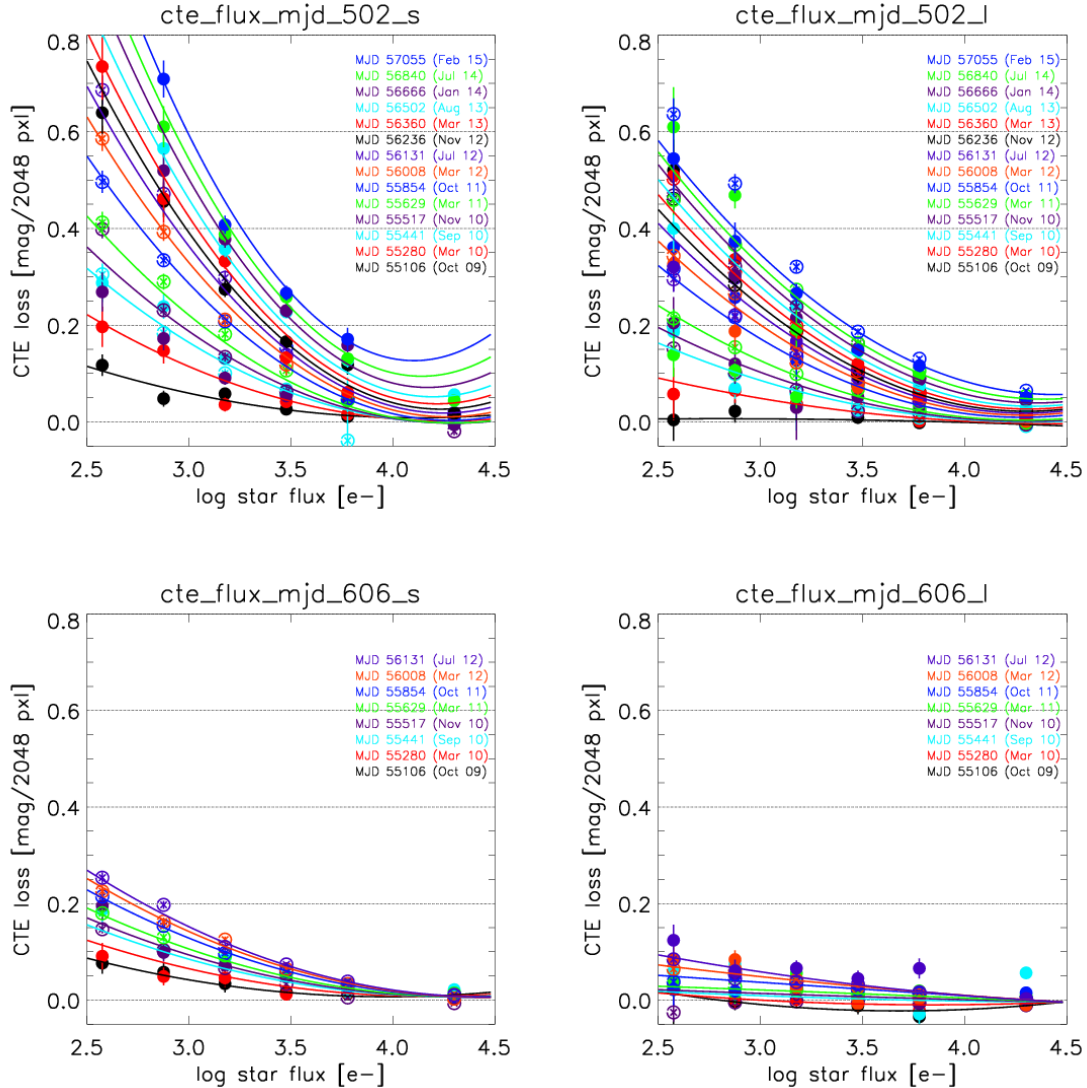 cte_flux_mjd_502_s
0.8
0.6
0.4
0.2
0.0
CTE loss [mag/2048 pxl]
MJD 57055 (Feb 15)
MJD 56840 (Jul 14)
MJD 56666 (Jan 14)
MJD 56502 (Aug 13)
MJD 56360 (Mar 13)
MJD 56236 (Nov 12)
MJD 56131 (Jul 12)
MJD 56008 (Mar 12)
MJD 55854 (Oct 11)
MJD 55629 (Mar 11)
MJD 55517 (Nov 10)
MJD 55441 (Sep 10)
MJD 55280 (Mar 10)
MJD 55106 (Oct 09)
2.5 3.0 3.5 4.0 4.5
log star flux [e-]
cte_flux_mjd_502_l
0.8
0.6
0.4
0.2
0.0
CTE loss [mag/2048 pxl]
MJD 57055 (Feb 15)
MJD 56840 (Jul 14)
MJD 56666 (Jan 14)
MJD 56502 (Aug 13)
MJD 56360 (Mar 13)
MJD 56236 (Nov 12)
MJD 56131 (Jul 12)
MJD 56008 (Mar 12)
MJD 55854 (Oct 11)
MJD 55629 (Mar 11)
MJD 55517 (Nov 10)
MJD 55441 (Sep 10)
MJD 55280 (Mar 10)
MJD 55106 (Oct 09)
2.5 3.0 3.5 4.0 4.5
log star flux [e-]
cte_flux_mjd_606_s
0.8
0.6
0.4
0.2
0.0
CTE loss [mag/2048 pxl]
MJD 56131 (Jul 12)
MJD 56008 (Mar 12)
MJD 55854 (Oct 11)
MJD 55629 (Mar 11)
MJD 55517 (Nov 10)
MJD 55441 (Sep 10)
MJD 55280 (Mar 10)
MJD 55106 (Oct 09)
2.5 3.0 3.5 4.0 4.5
log star flux [e-]
cte_flux_mjd_606_l
0.8
0.6
0.4
0.2
0.0
CTE loss [mag/2048 pxl]
MJD 56131 (Jul 12)
MJD 56008 (Mar 12)
MJD 55854 (Oct 11)
MJD 55629 (Mar 11)
MJD 55517 (Nov 10)
MJD 55441 (Sep 10)
MJD 55280 (Mar 10)
MJD 55106 (Oct 09)
2.5 3.0 3.5 4.0 4.5
log star flux [e-]